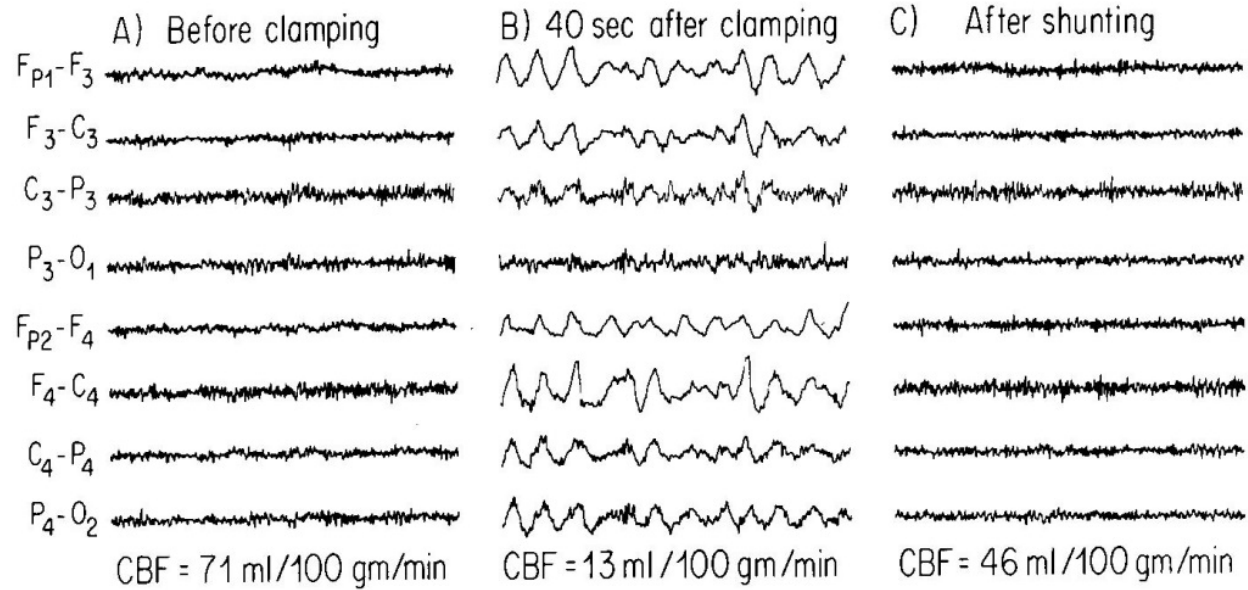 A) Before clamping
B) 40 sec after clamping
C) After shunting
FP1-F3
F3-C3
C3-P3
P3-O1
FP2-F4
F4-C4
C4-P4
P4-O2
CBF = 71 ml/100 gm/min
CBF = 13 ml/100 gm/min
CBF = 46 ml/100 gm/min